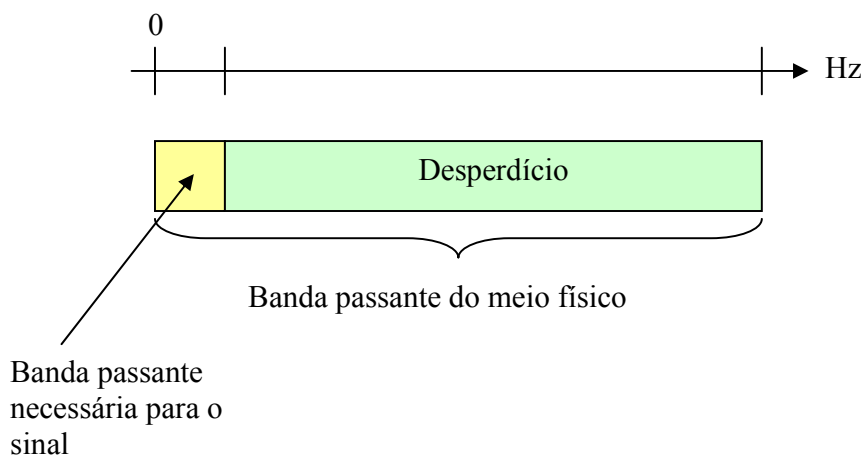 0
Hz
Desperdício
Banda passante do meio físico
Banda passante
necessária para o
sinal